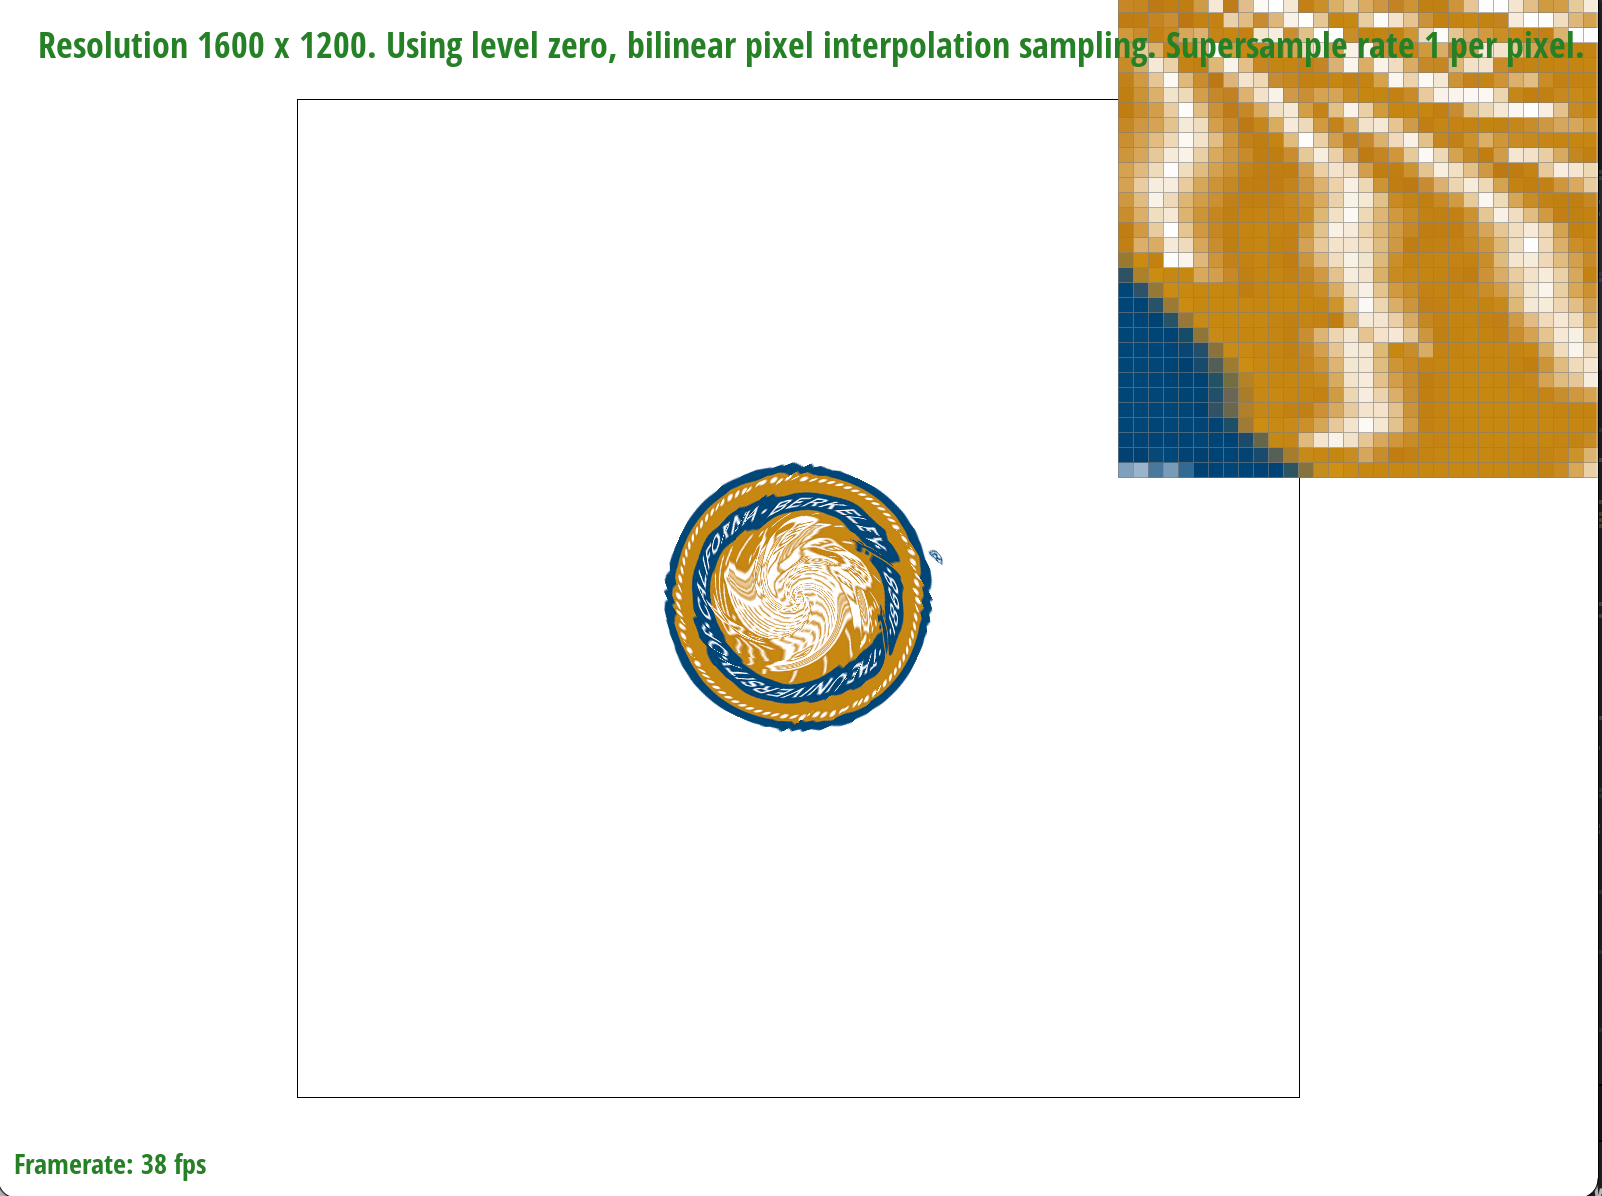 Resolution 1600 x 1200. Using level zero, bilinear pixel interpolation sampling. Supersample rate 1 per pixel.
CALIFORNIA · BERKELEY
·1868·
THE UNIVERSITY OF
®
Framerate: 38 fps